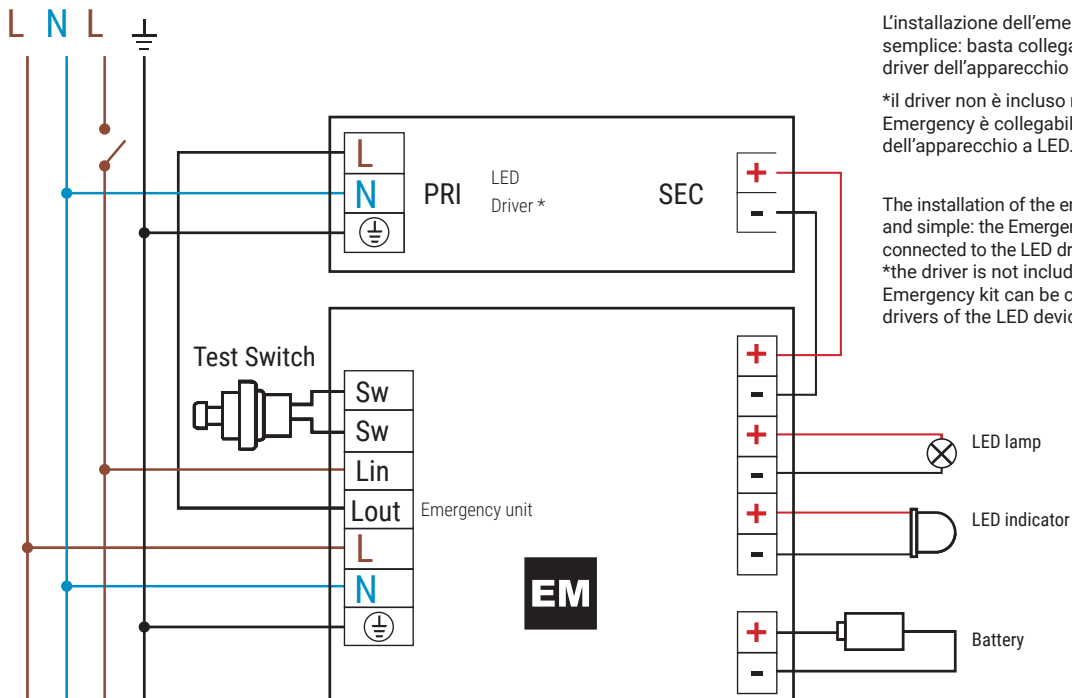 L N L
L'installazione dell'eme
semplice: basta collega
driver dell'apparecchio
*il driver non è incluso
Emergency è collegabil
dell'apparecchio a LED.
The installation of the e
and simple: the Emerge
connected to the LED dr
*the driver is not includ
Emergency kit can be c
drivers of the LED devic
L
N
PRI
LED
Driver *
SEC
+
-
Test Switch
Sw
Sw
Lin
Lout
L
N
Emergency unit
EM
+
-
+
-
LED lamp
+
-
LED indicator
+
-
Battery